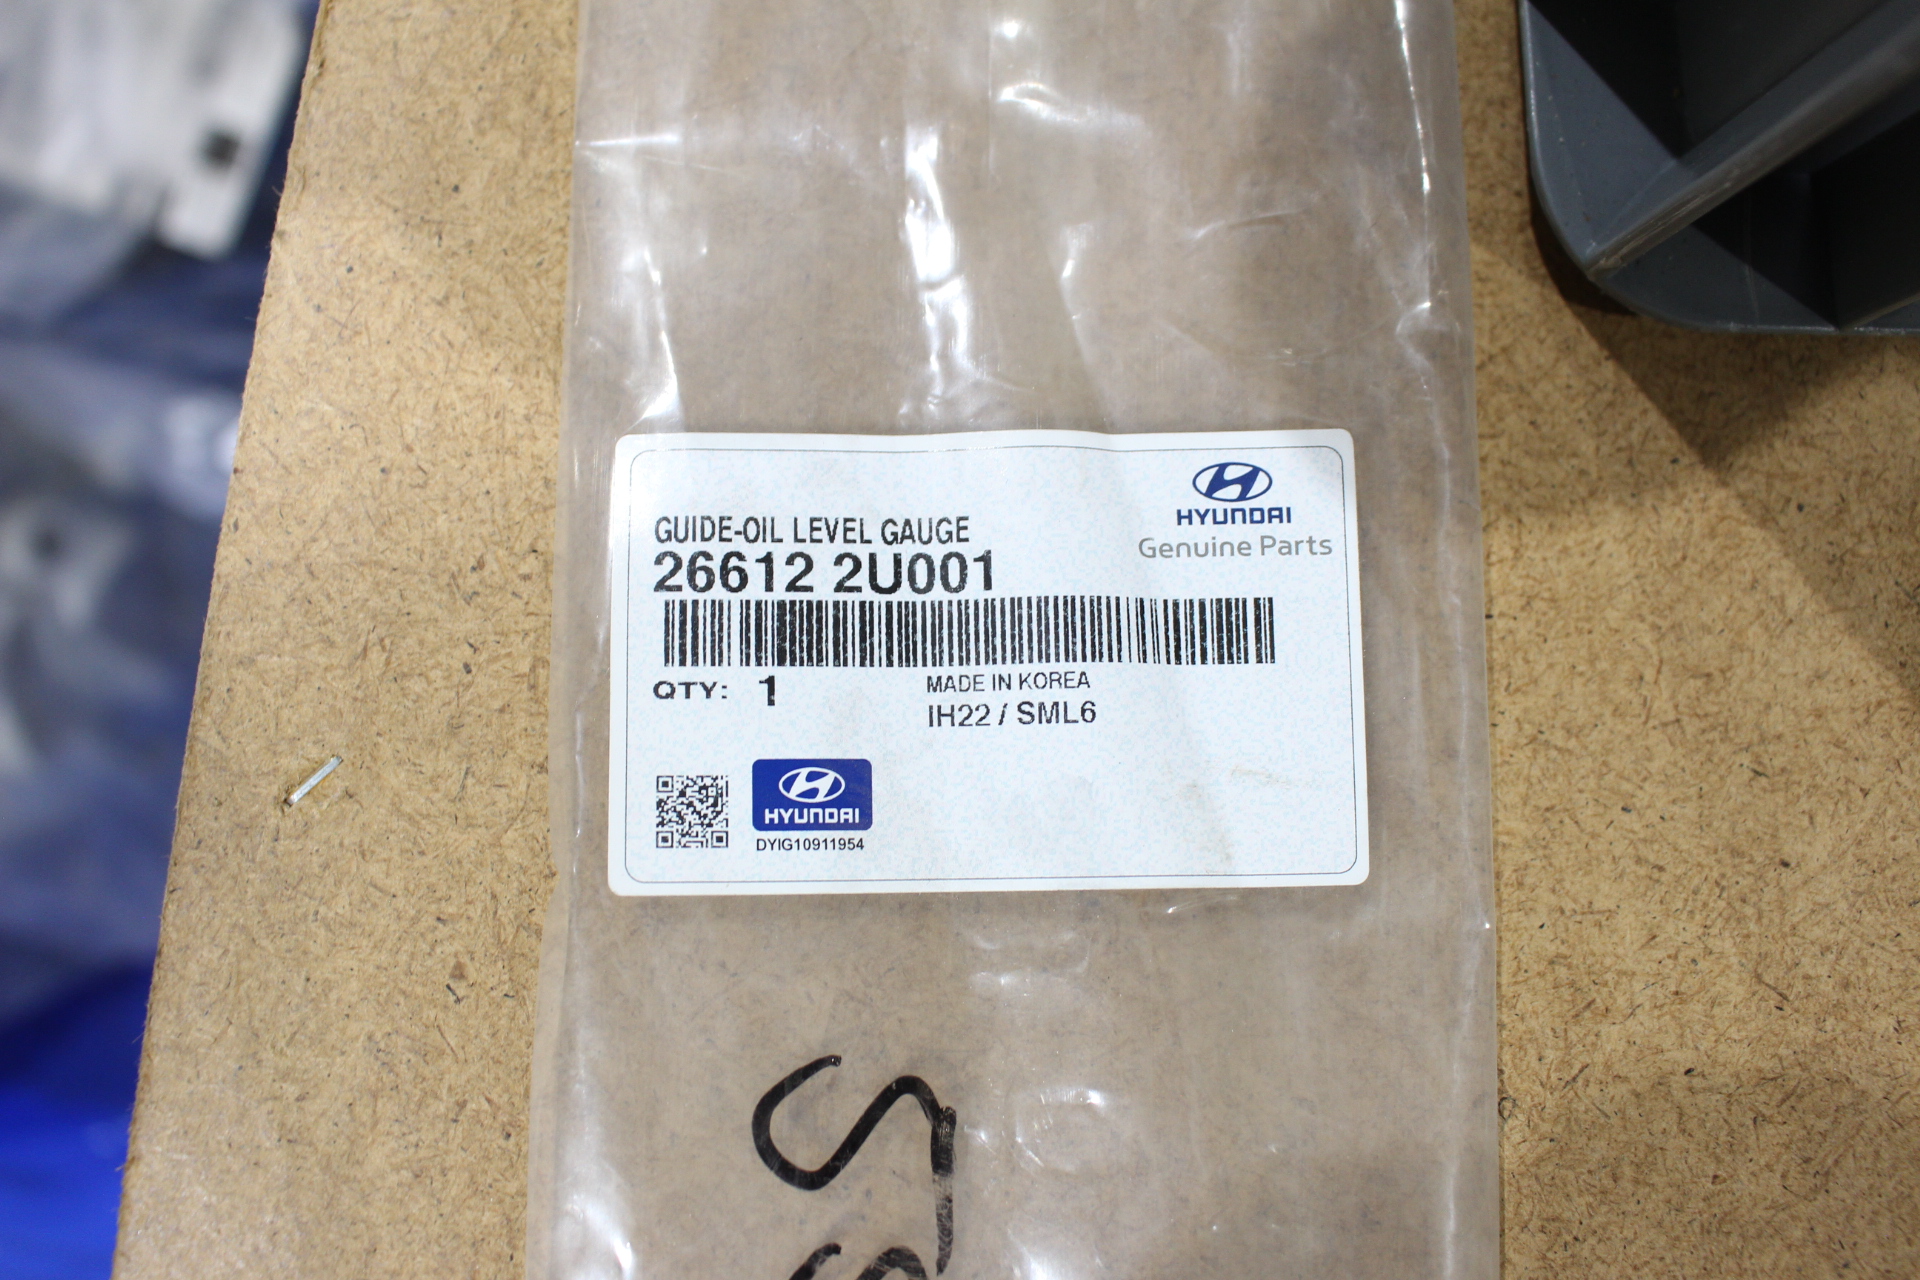 HYUNDAI
Genuine Parts
GUIDE-OIL LEVEL GAUGE
26612 2U001
QTY: 1
MADE IN KOREA
IH22 / SML6
HYUNDAI
DYIG10911954